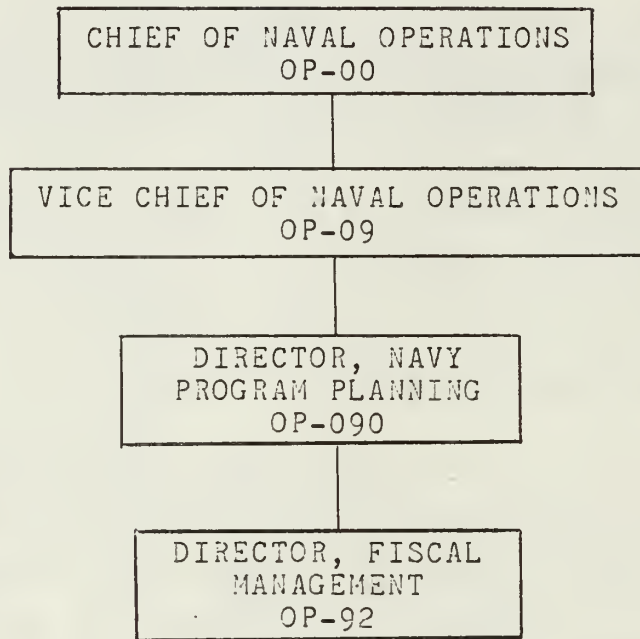 CHIEF OF NAVAL OPERATIONS
OP-00
VICE CHIEF OF NAVAL OPERATIONS
OP-09
DIRECTOR, NAVY
PROGRAM PLANNING
OP-090
DIRECTOR, FISCAL
MANAGEMENT
OP-92